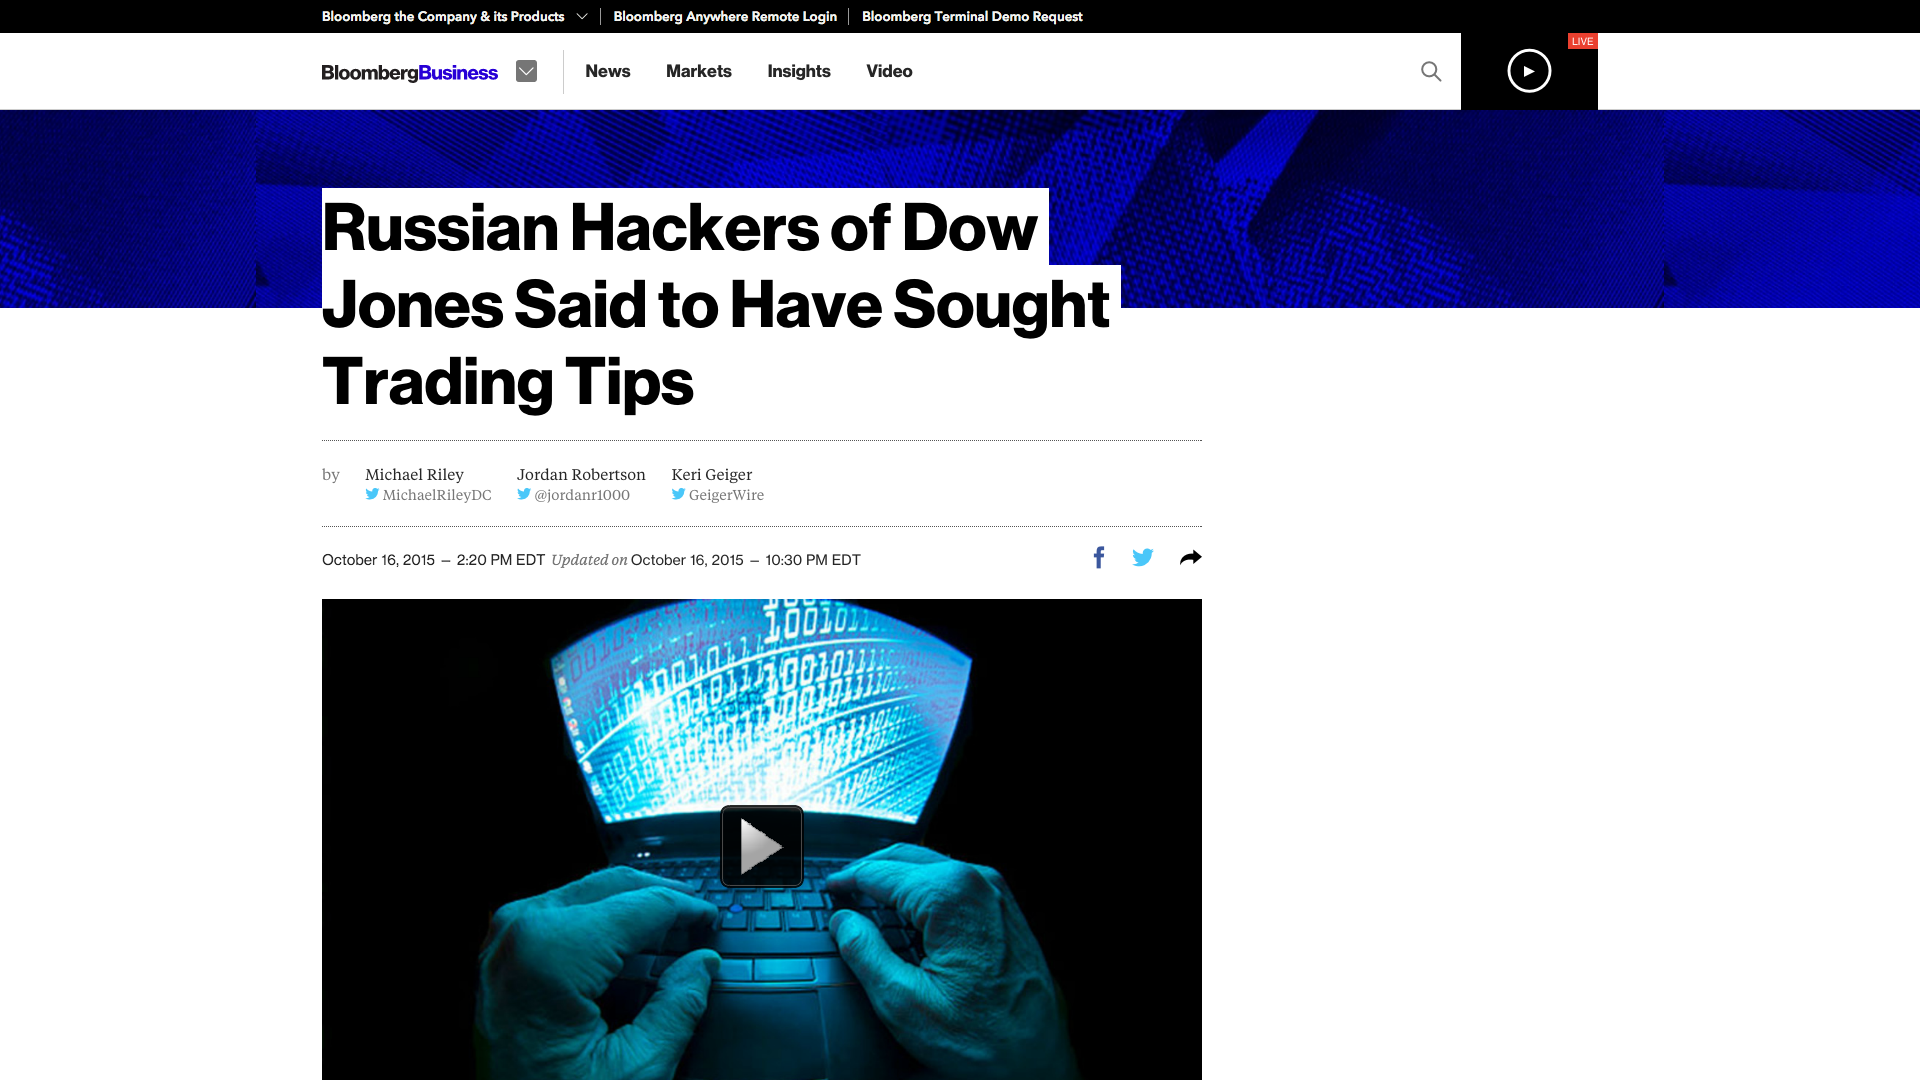 Bloomberg the Company & its Products Bloomberg Anywhere Remote Login Bloomberg Terminal Demo Request
LIVE
BloombergBusiness News Markets Insights Video
Russian Hackers of Dow
Jones Said to Have Sought
Trading Tips
by Michael Riley Jordan Robertson Keri Geiger
MichaelRileyDC @jordanr1000 GeigerWire
October 16, 2015 — 2:20 PM EDT Updated on October 16, 2015 — 10:30 PM EDT